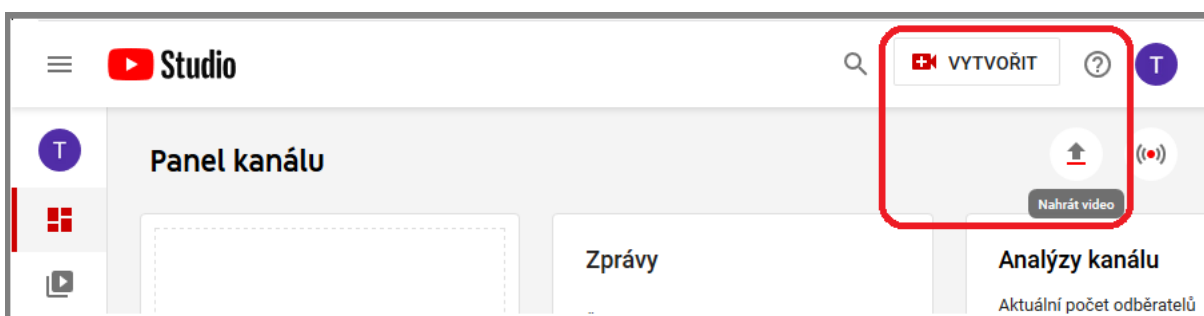 Studio
VYTVOŘIT
T
T
Panel kanálu
Nahrát video
Zprávy
Analýzy kanálu
Aktuální počet odběratelů